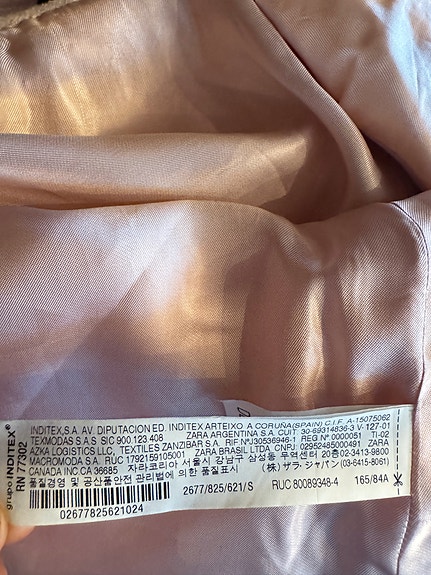 grupo INDITEX®
RN 77302
INDITEX,S.A. AV. DIPUTACION ED. INDITEX ARTEIXO A CORUÑA(SPAIN) C.I.F. A-15075062
TEXMODAS S.A.S SIC 900.123.408 ZARA ARGENTINA S.A. CUIT: 30-69314836-3 V-127-01
AZKA LOGISTICS LLC, TEXTILES ZANZIBAR S.A. RIF NºJ30536946-1 REG.Nº 0000051 TI-02
MACROMODA S.A. RUC 1792159105001 ZARA BRASIL LTDA. CNPJ: 02952485000491 ZARA
CANADA INC.CA 36685 자라코리아 서울시 강남구 삼성동 무역센터 20층 02-3413-9800
품질경영 및 공산품안전 관리법에 의한 품질표시 (株) ザラ・ジャパン (03-6415-8061)
2677/825/621/S RUC 80089348-4 165/84A
02677825621024